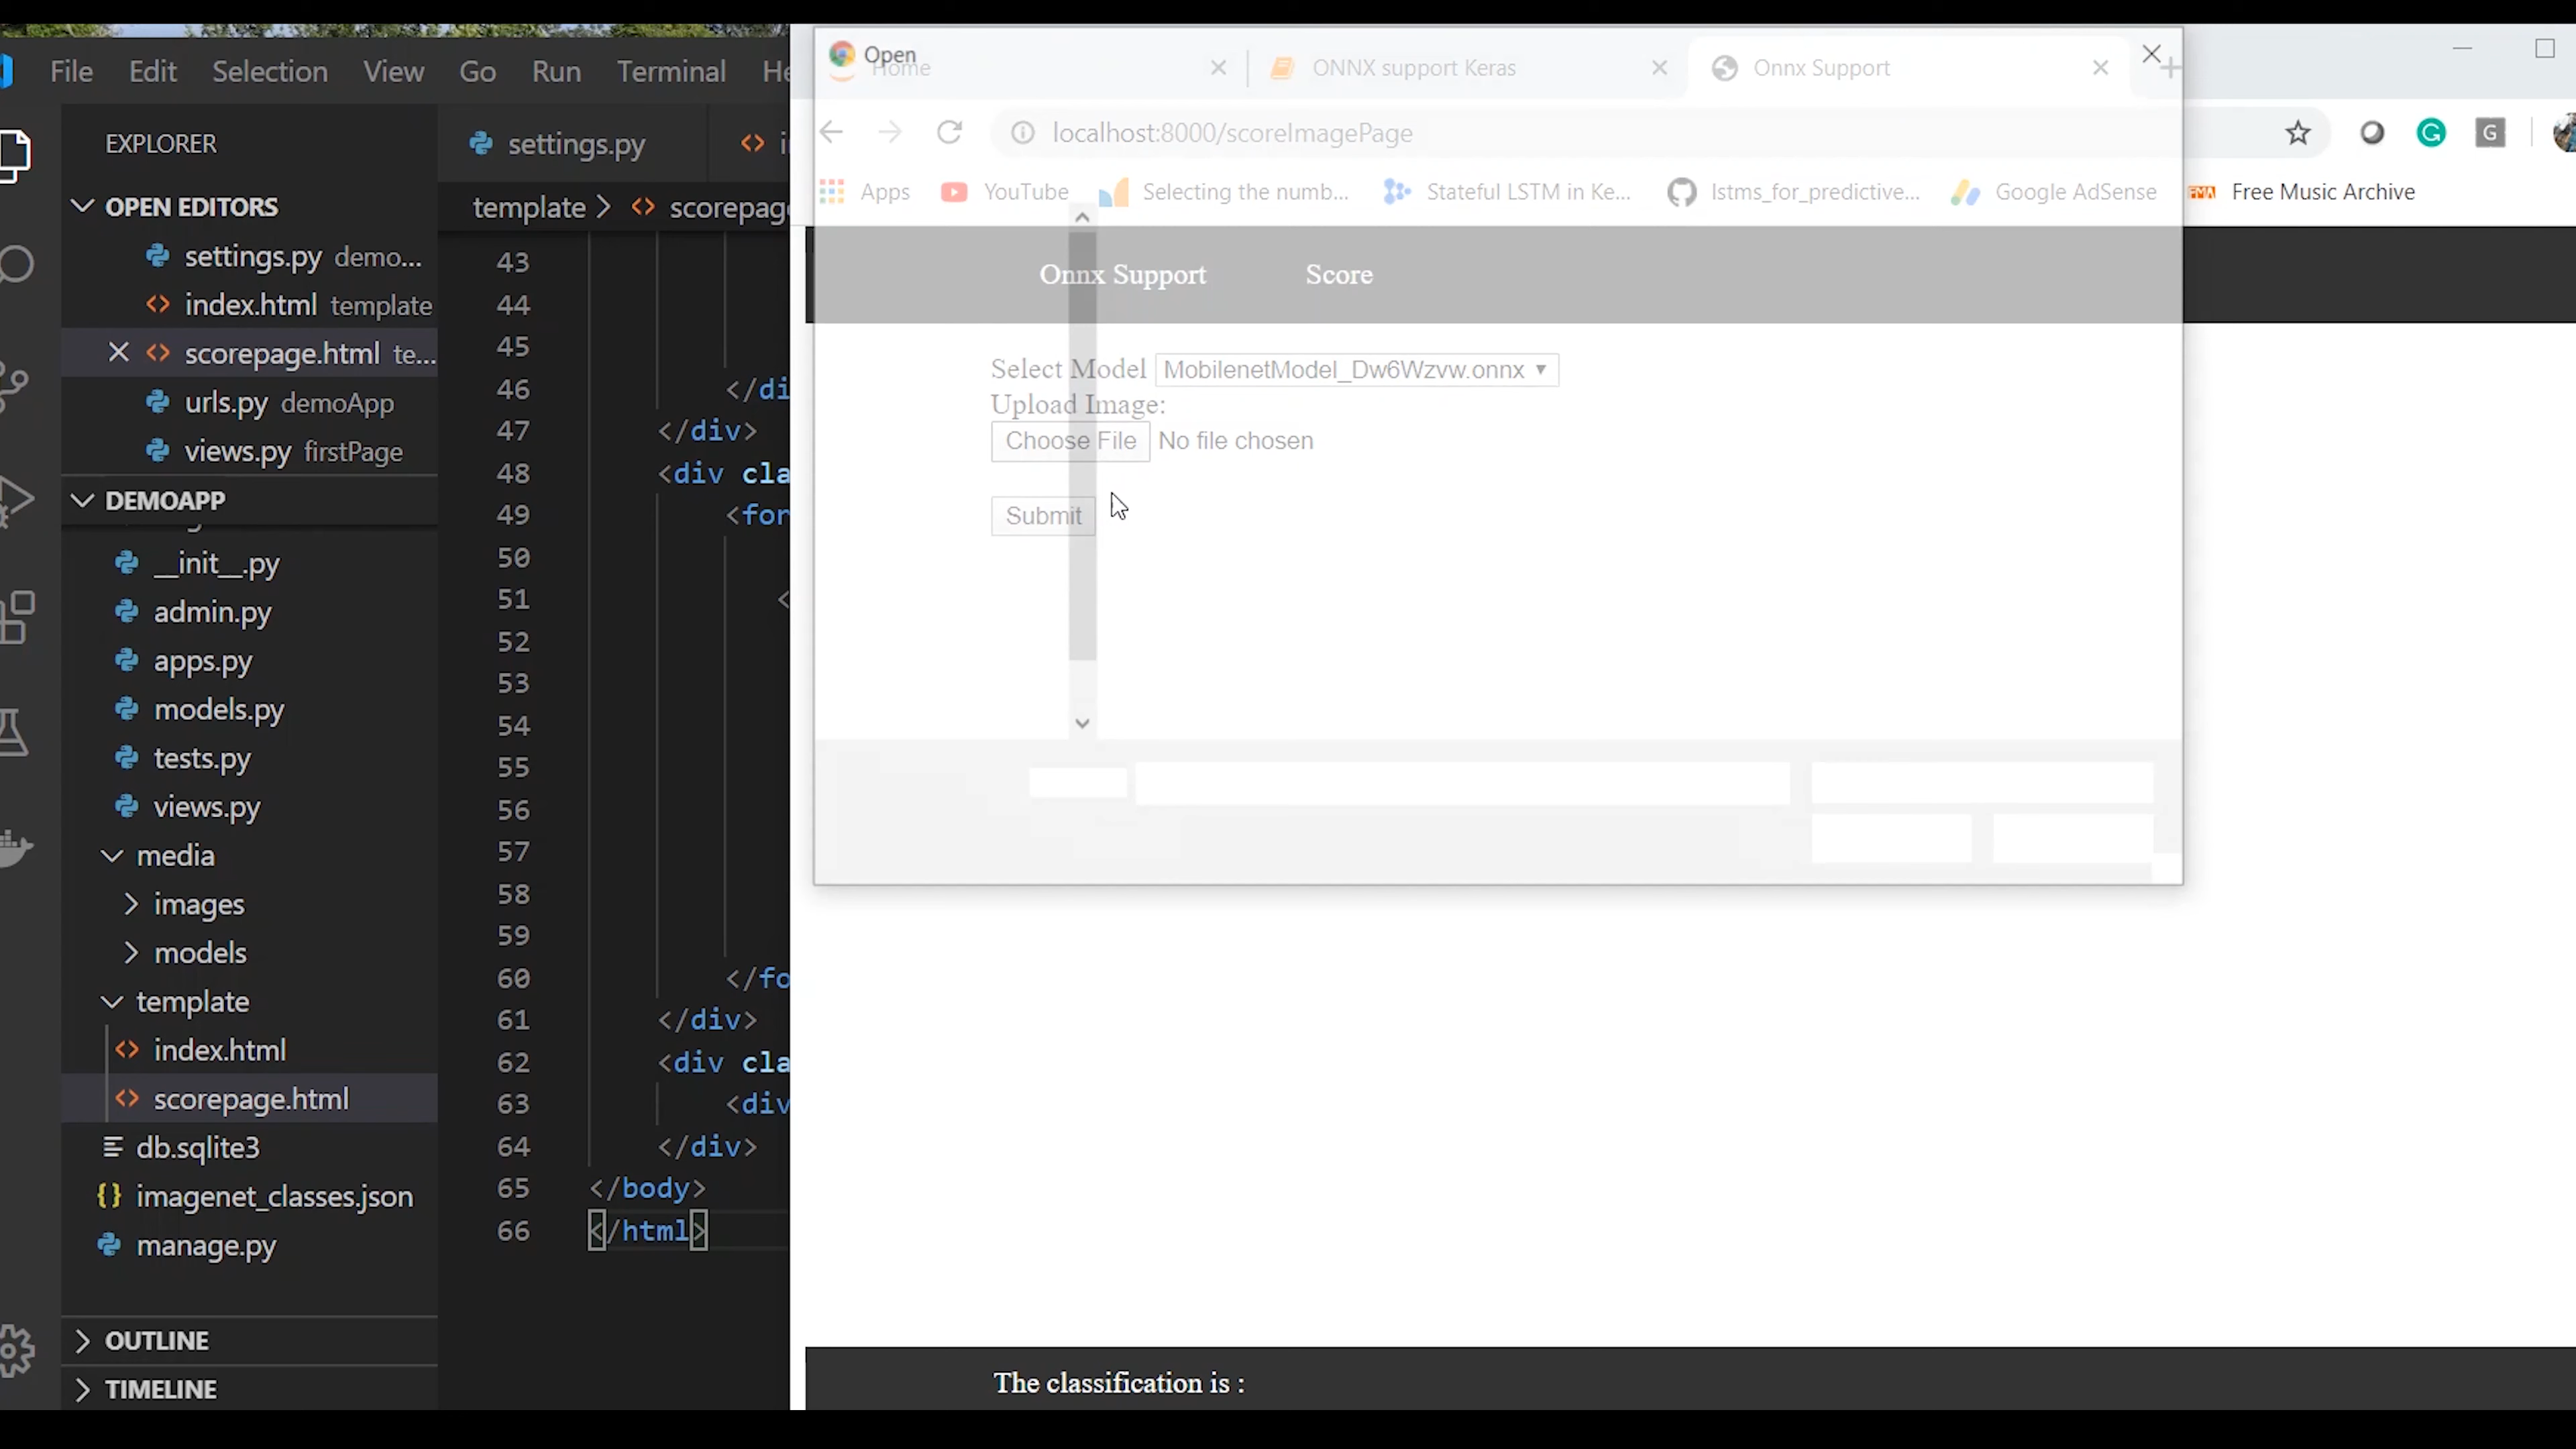 File Edit Selection View Go Run Terminal He
EXPLORER
OPEN EDITORS
settings.py demo...
index.html template
scorepage.html te...
urls.py demoApp
views.py firstPage
DEMOAPP
__init__.py
admin.py
apps.py
models.py
tests.py
views.py
media
images
models
template
index.html
scorepage.html
db.sqlite3
imagenet_classes.json
manage.py
OUTLINE
TIMELINE
settings.py
template > scorepage
43
44
45
46 </di
47 </div>
48 <div cla
49 <for
50
51 <
52
53
54
55
56
57
58
59
60 </fo
61 </div>
62 <div cla
63 <div
64 </div>
65 </body>
66 </html>
Open
Home ONNX support Keras Onnx Support
localhost:8000/scoreImagePage
Apps YouTube Selecting the numb... Stateful LSTM in Ke... lstms_for_predictive... Google AdSense Free Music Archive
Onnx Support Score
Select Model MobilenetModel_Dw6Wzvw.onnx
Upload Image:
Choose File No file chosen
Submit
The classification is :